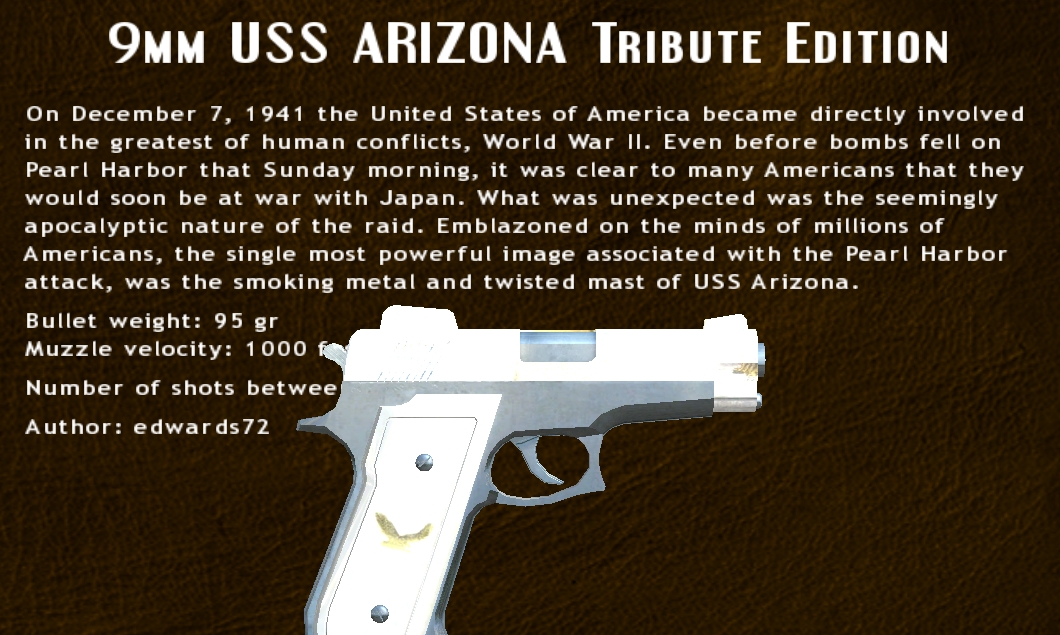 9MM USS ARIZONA TRIBUTE EDITION
On December 7, 1941 the United States of America became directly involved
in the greatest of human conflicts, World War II. Even before bombs fell on
Pearl Harbor that Sunday morning, it was clear to many Americans that they
would soon be at war with Japan. What was unexpected was the seemingly
apocalyptic nature of the raid. Emblazoned on the minds of millions of
Americans, the single most powerful image associated with the Pearl Harbor
attack, was the smoking metal and twisted mast of USS Arizona.
Bullet weight: 95 gr
Muzzle velocity: 1000
Number of shots
Author: edwards72